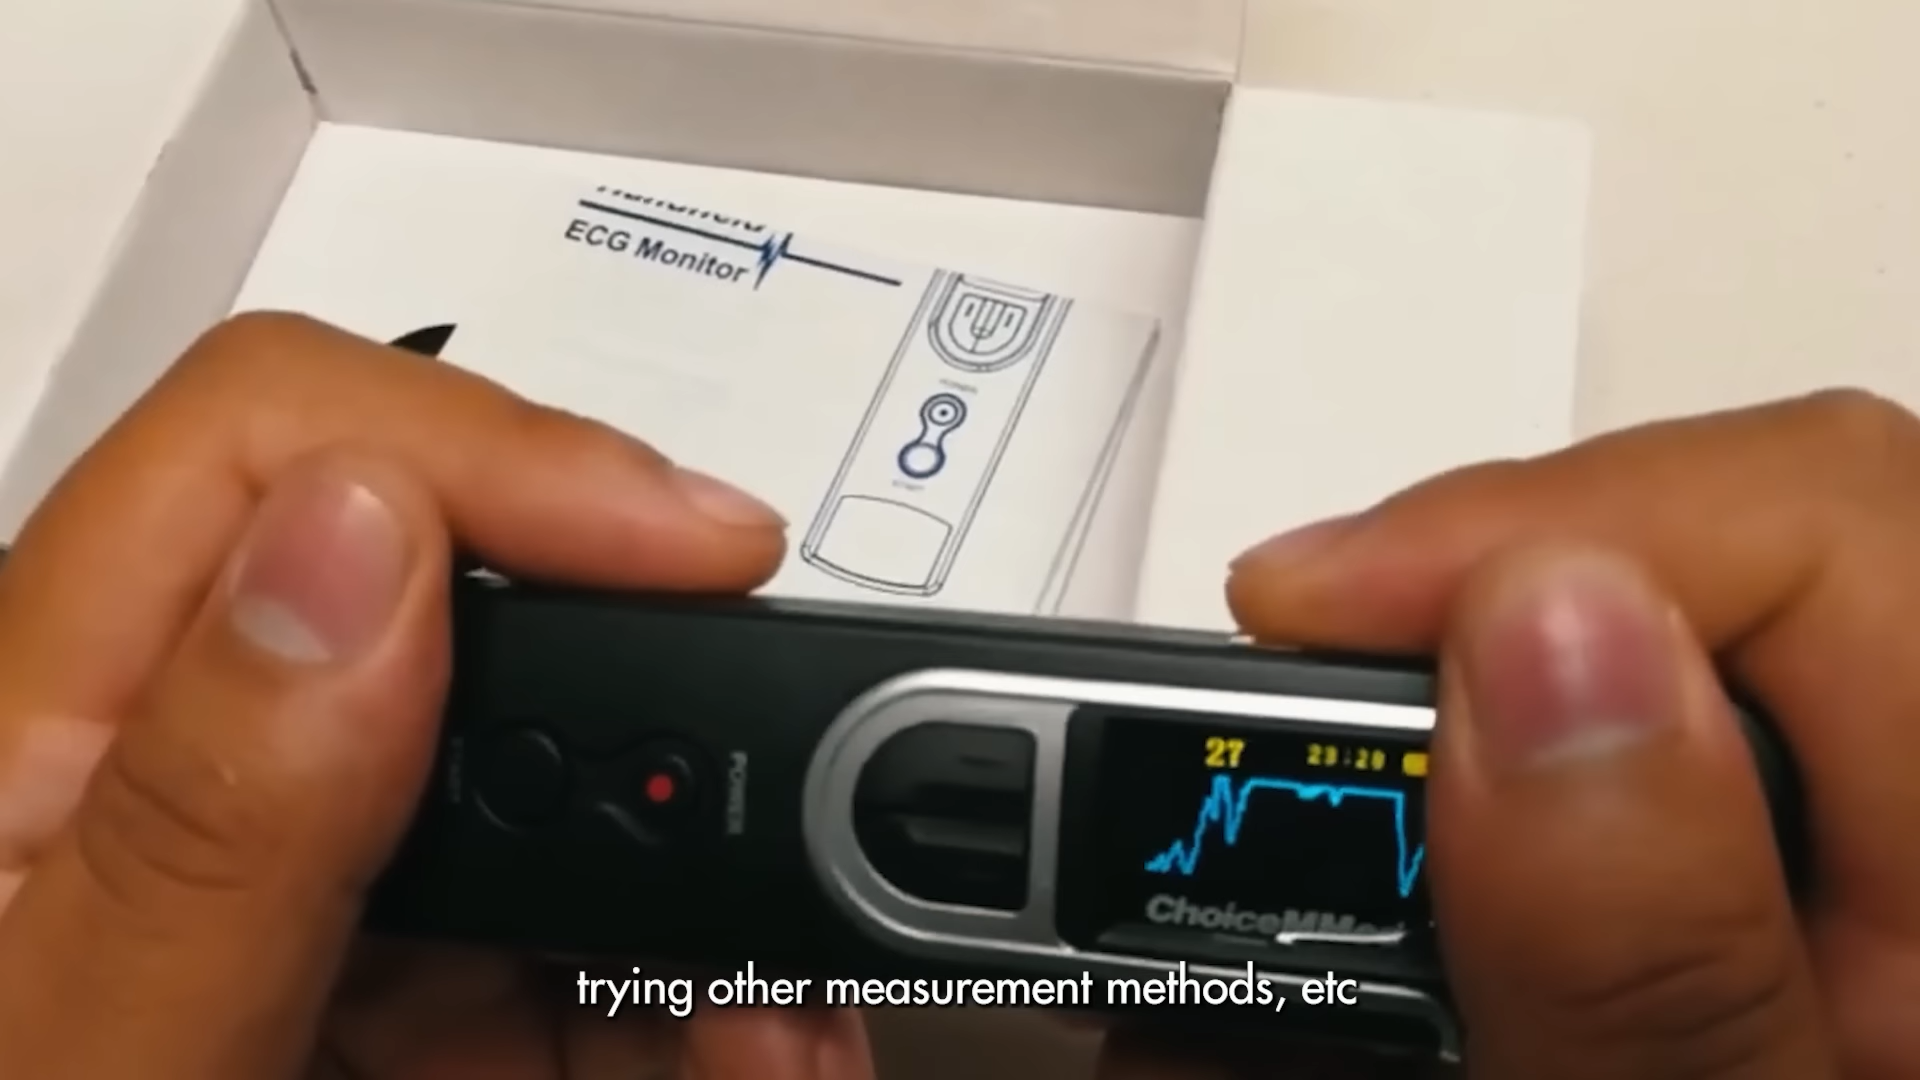 ECG Monitor
POWER
27 23:20
ChoiceMMed
trying other measurement methods, etc